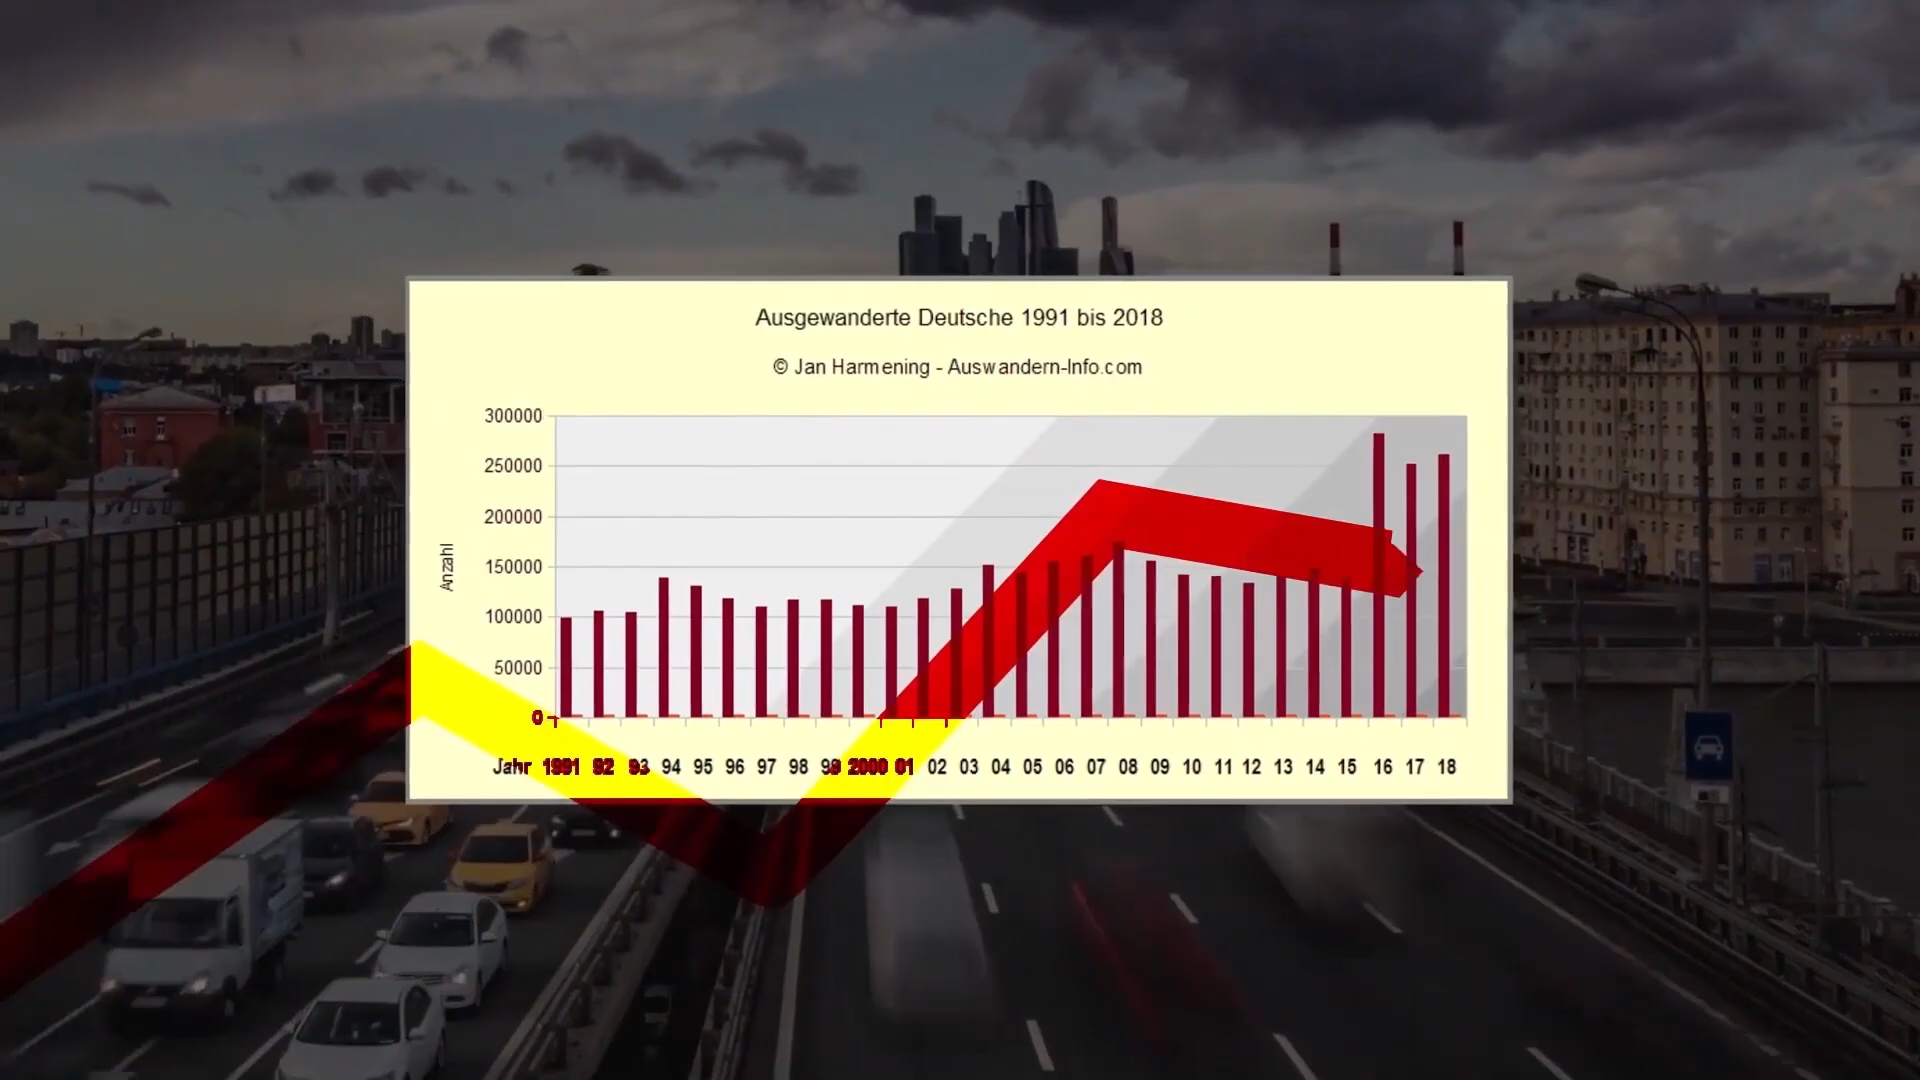 Ausgewanderte Deutsche 1991 bis 2018
© Jan Harmening - Auswandern-Info.com
300000
250000
200000
150000
100000
50000
0
Anzahl
Jahr 1991 92 93 94 95 96 97 98 99 2000 01 02 03 04 05 06 07 08 09 10 11 12 13 14 15 16 17 18